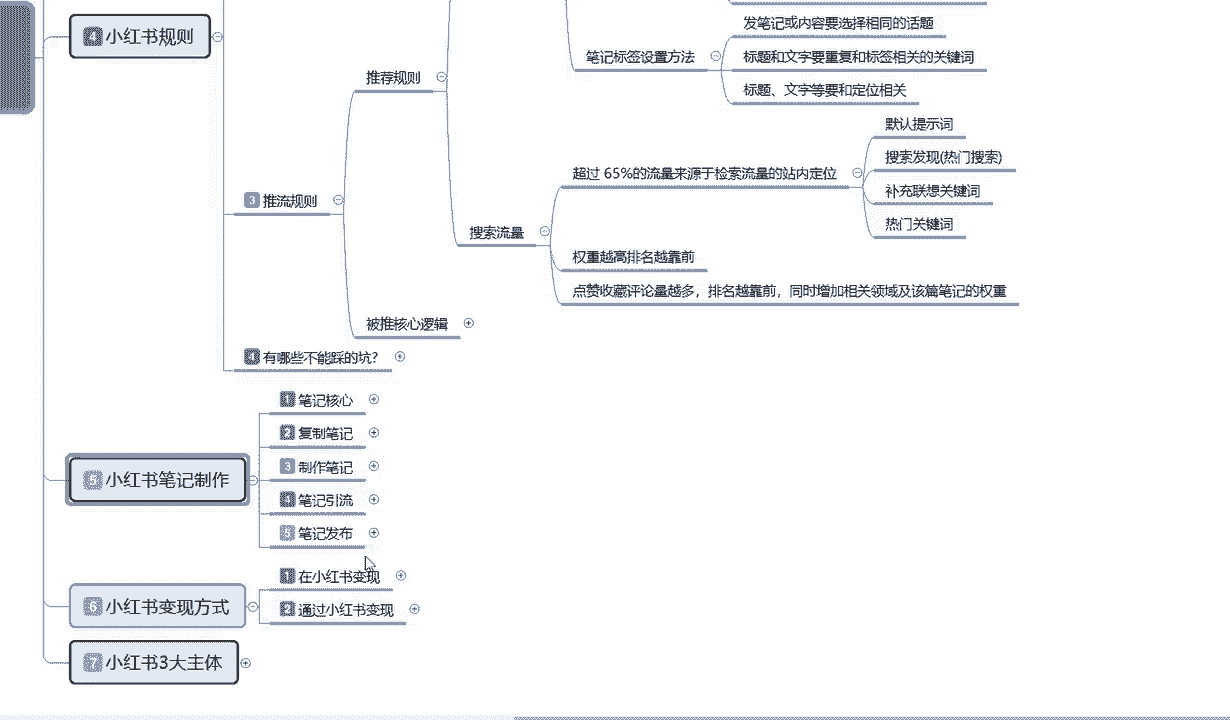 4 小红书规则
3 推流规则
推荐规则
笔记标签设置方法
发笔记或内容要选择相同的话题
标题和文字要重复和标签相关的关键词
标题、文字等要和定位相关
搜索流量
超过 65%的流量来源于检索流量的站内定位
默认提示词
搜索发现(热门搜索)
补充联想关键词
热门关键词
权重越高排名越靠前
点赞收藏评论量越多，排名越靠前，同时增加相关领域及该篇笔记的权重
被推核心逻辑
4 有哪些不能踩的坑？
5 小红书笔记制作
1 笔记核心
2 复制笔记
3 制作笔记
4 笔记引流
5 笔记发布
6 小红书变现方式
1 在小红书变现
2 通过小红书变现
7 小红书3大主体